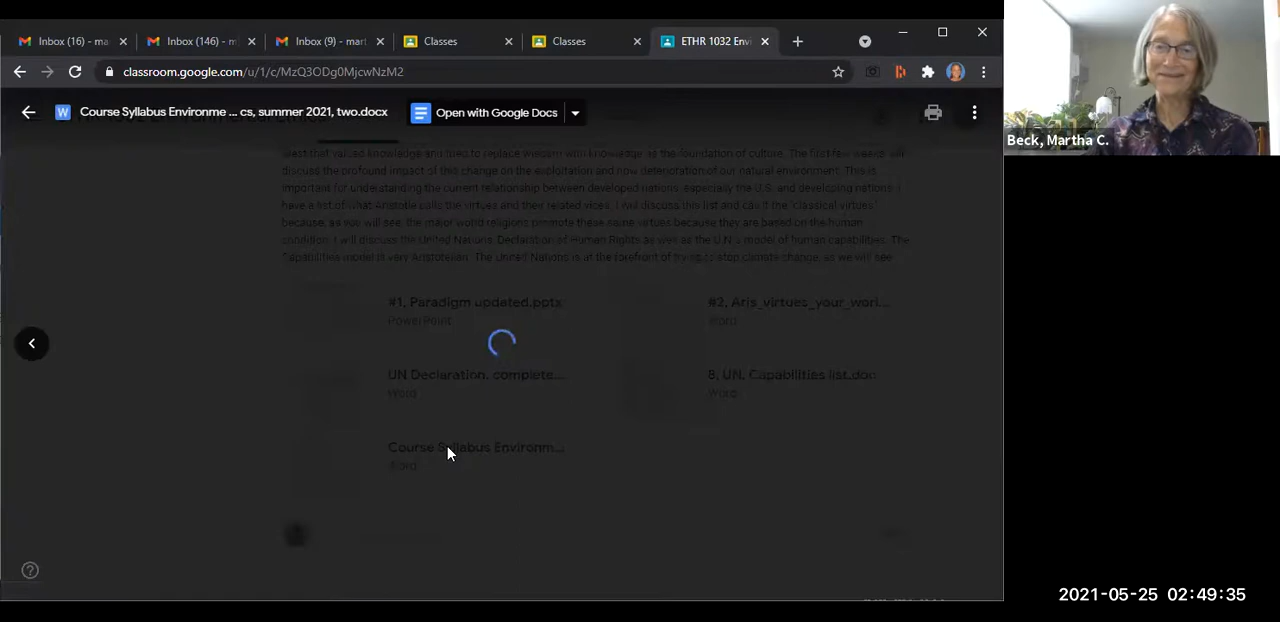 Inbox (16) - ma
Inbox (146) - m
Inbox (9) - mart
Classes
Classes
ETHR 1032 Envi
classroom.google.com/u/1/c/MzQ3ODg0MjcwNzM2
Course Syllabus Environme ... cs, summer 2021, two.docx
Open with Google Docs
West that valued knowledge and tried to replace wisdom with knowledge as the foundation of culture. The first few weeks will
discuss the profound impact of this change on the exploitation and now deterioration of our natural environment. This is
important for understanding the current relationship between developed nations, especially the U.S. and developing nations. I
have a list of what Aristotle calls the virtues and their related vices. I will discuss this list and call it the "classical virtues"
because, as we will see, the major world religions promote these same virtues because they are based on the human
condition. I will discuss the United Nations Declaration of Human Rights as well as the U.N.'s model of human capabilities. The
Capabilities model is very Aristotelian. The United Nations is at the forefront of trying to stop climate change, as we will see
#1, Paradigm updated.pptx
PowerPoint
#2, Aris_virtues_your_worl...
Word
UN Declaration, complete...
Word
8, UN, Capabilities list.doc
Word
Course Syllabus Environm...
Word
Beck, Martha C.
2021-05-25 02:49:35